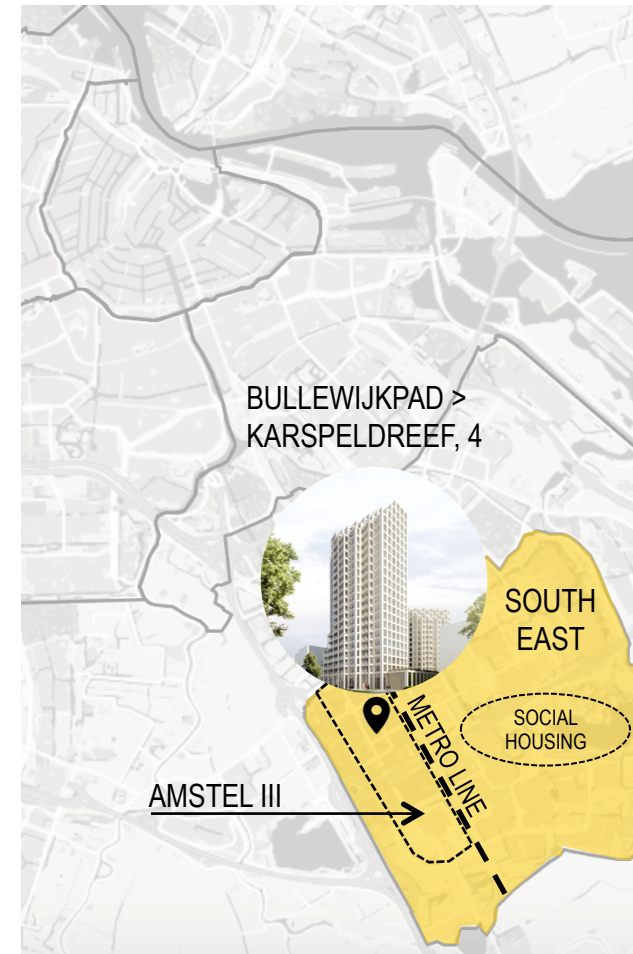 BULLEWIJKPAD >
KARSPELDREEF, 4
SOUTH
EAST
METRO LINE
SOCIAL
HOUSING
AMSTEL III